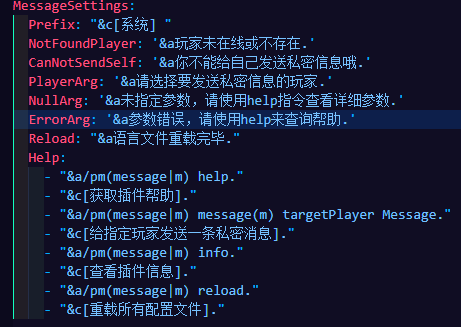 MessageSettings:
Prefix: "&c[系统] "
NotFoundPlayer: '&a玩家未在线或不存在.'
CanNotSendSelf: '&a你不能给自己发送私密信息哦.'
PlayerArg: '&a请选择要发送私密信息的玩家.'
NullArg: '&a未指定参数，请使用help指令查看详细参数.'
ErrorArg: '&a参数错误，请使用help来查询帮助.'
Reload: "&a语言文件重载完毕."
Help:
- "&a/pm(message|m) help."
- "&c[获取插件帮助]."
- "&a/pm(message|m) message(m) targetPlayer Message."
- "&c[给指定玩家发送一条私密消息]."
- "&a/pm(message|m) info."
- "&c[查看插件信息]."
- "&a/pm(message|m) reload."
- "&c[重载所有配置文件]."